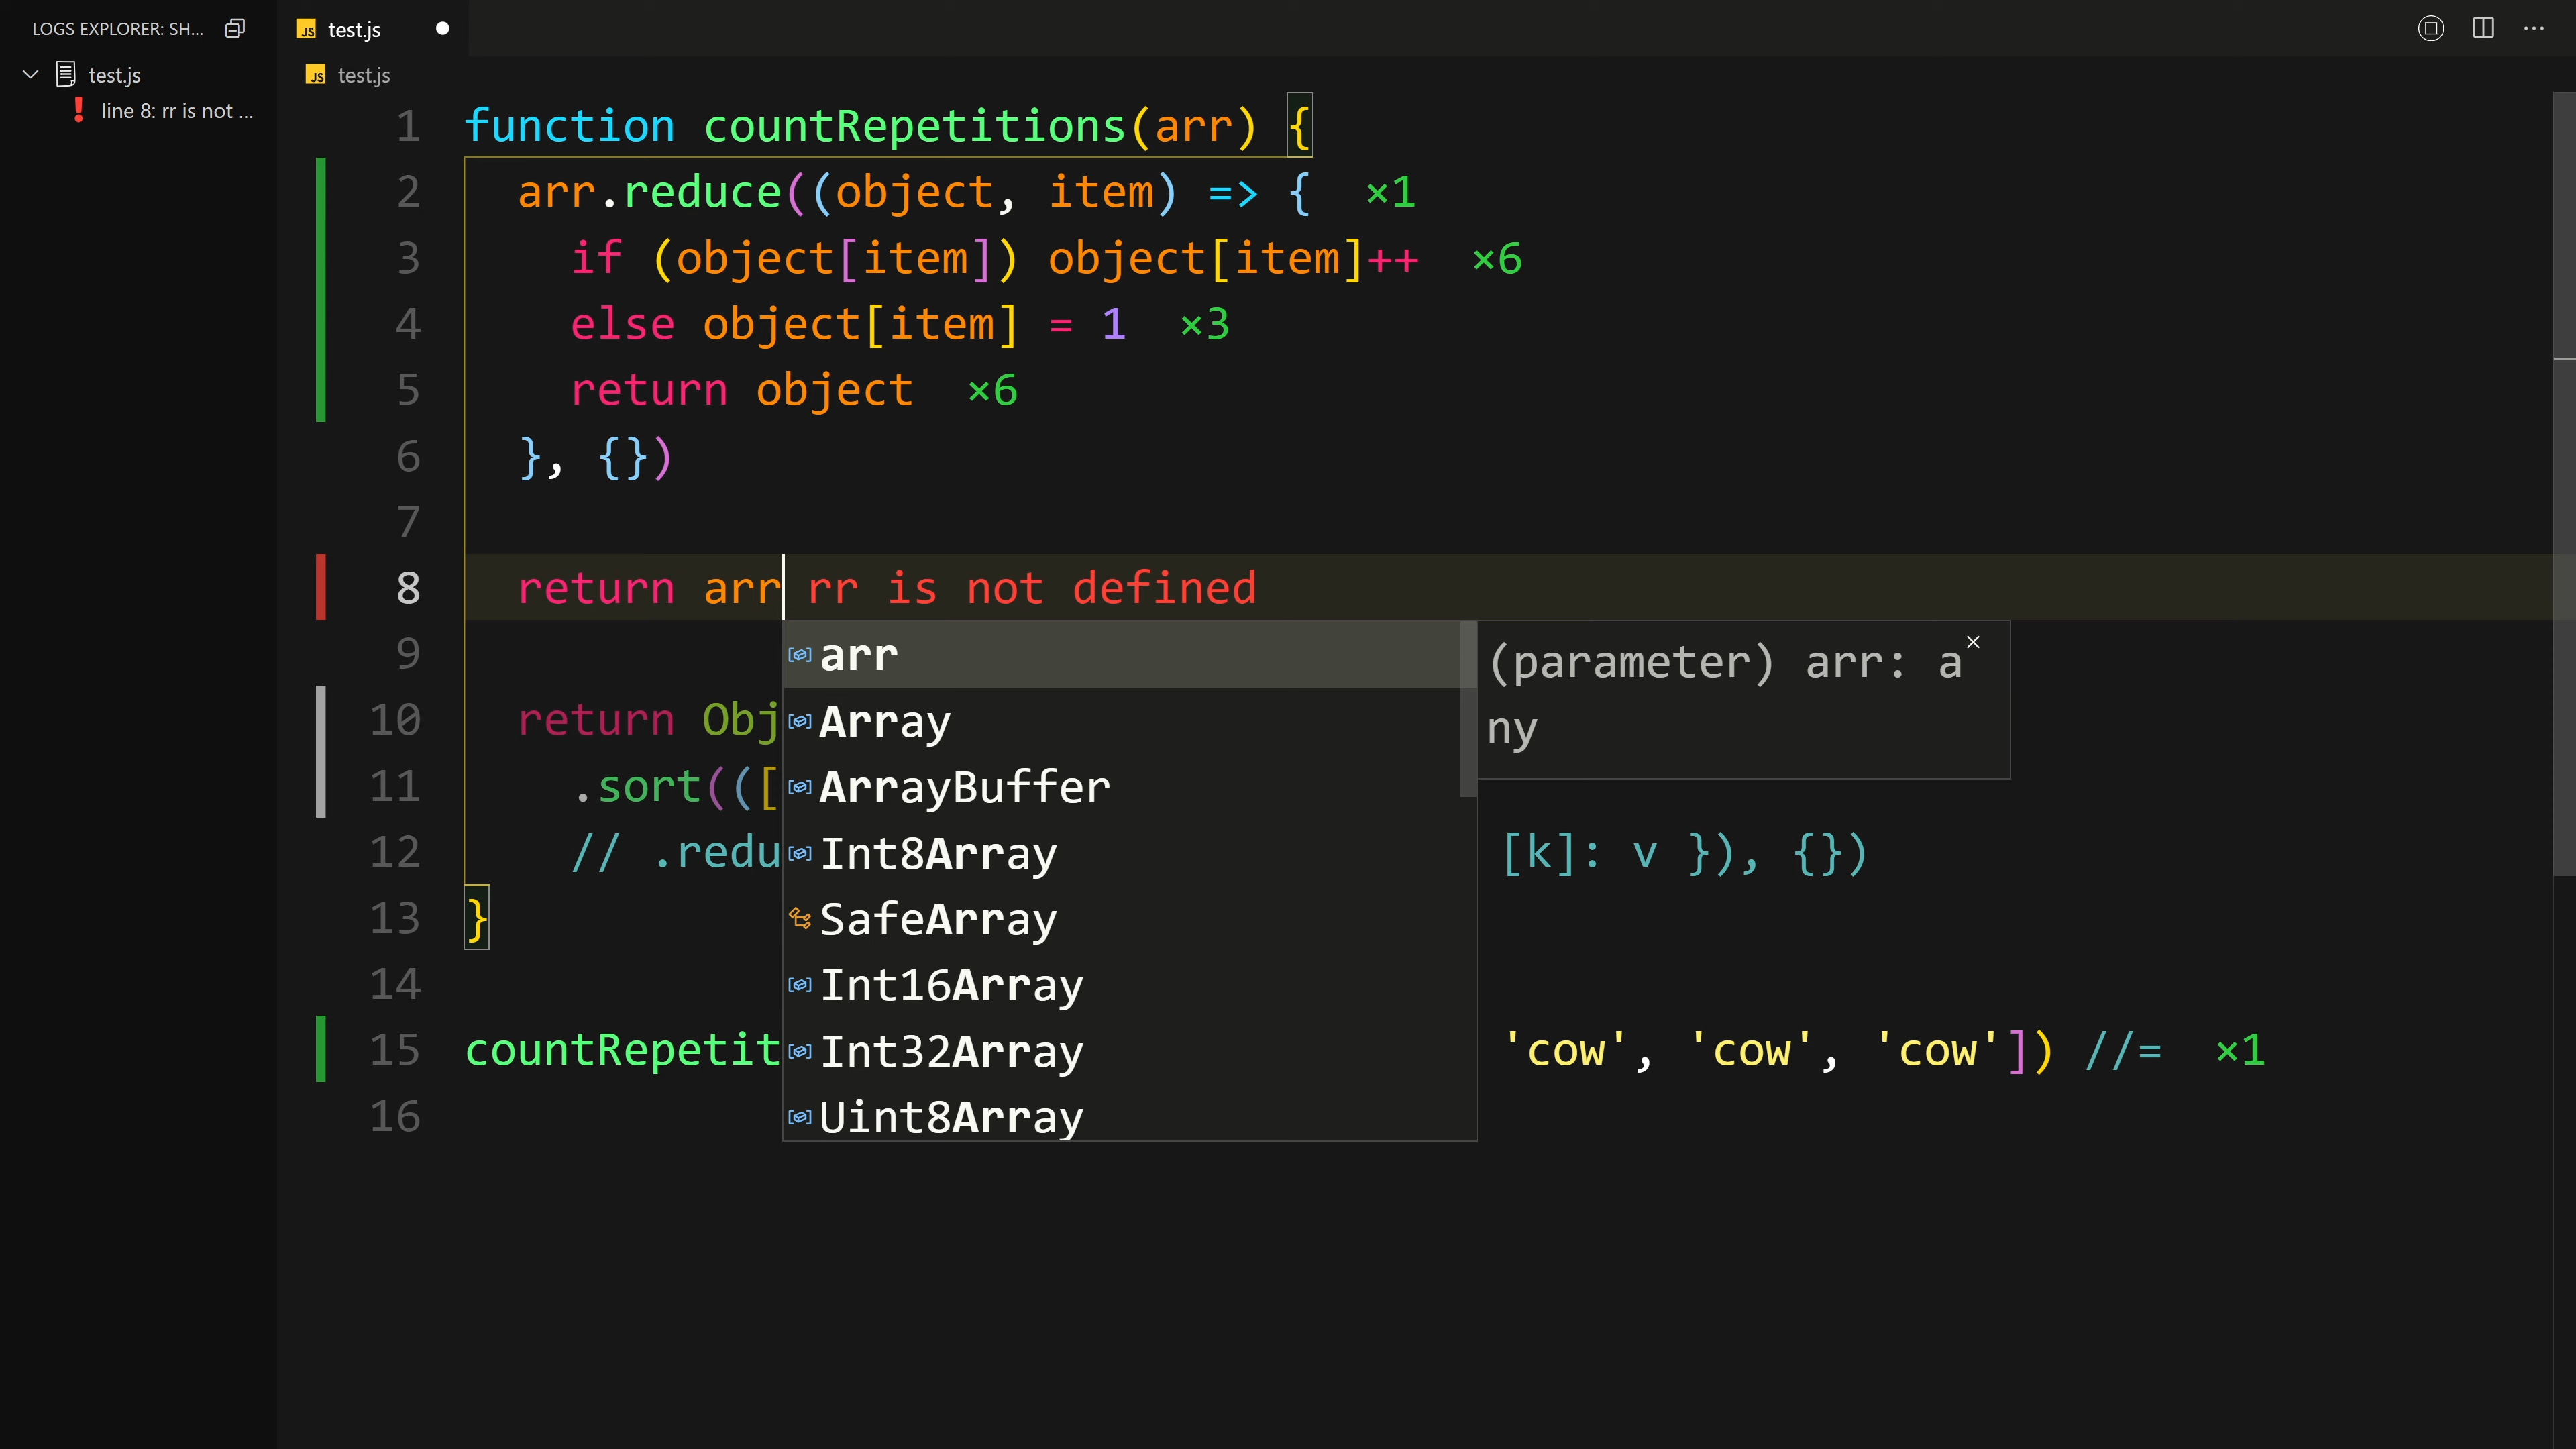 LOGS EXPLORER: SH...
test.js
line 8: rr is not ...
test.js
test.js
1 function countRepetitions(arr) {
2 arr.reduce((object, item) => { ×1
3 if (object[item]) object[item]++ ×6
4 else object[item] = 1 ×3
5 return object ×6
6 }, {})
7
8 return arr rr is not defined
9
10 return Obj
11 .sort(([
12 // .redu [k]: v }), {})
13 }
14
15 countRepetit 'cow', 'cow', 'cow']) //= ×1
16
arr
Array
ArrayBuffer
Int8Array
SafeArray
Int16Array
Int32Array
Uint8Array
(parameter) arr: a
ny